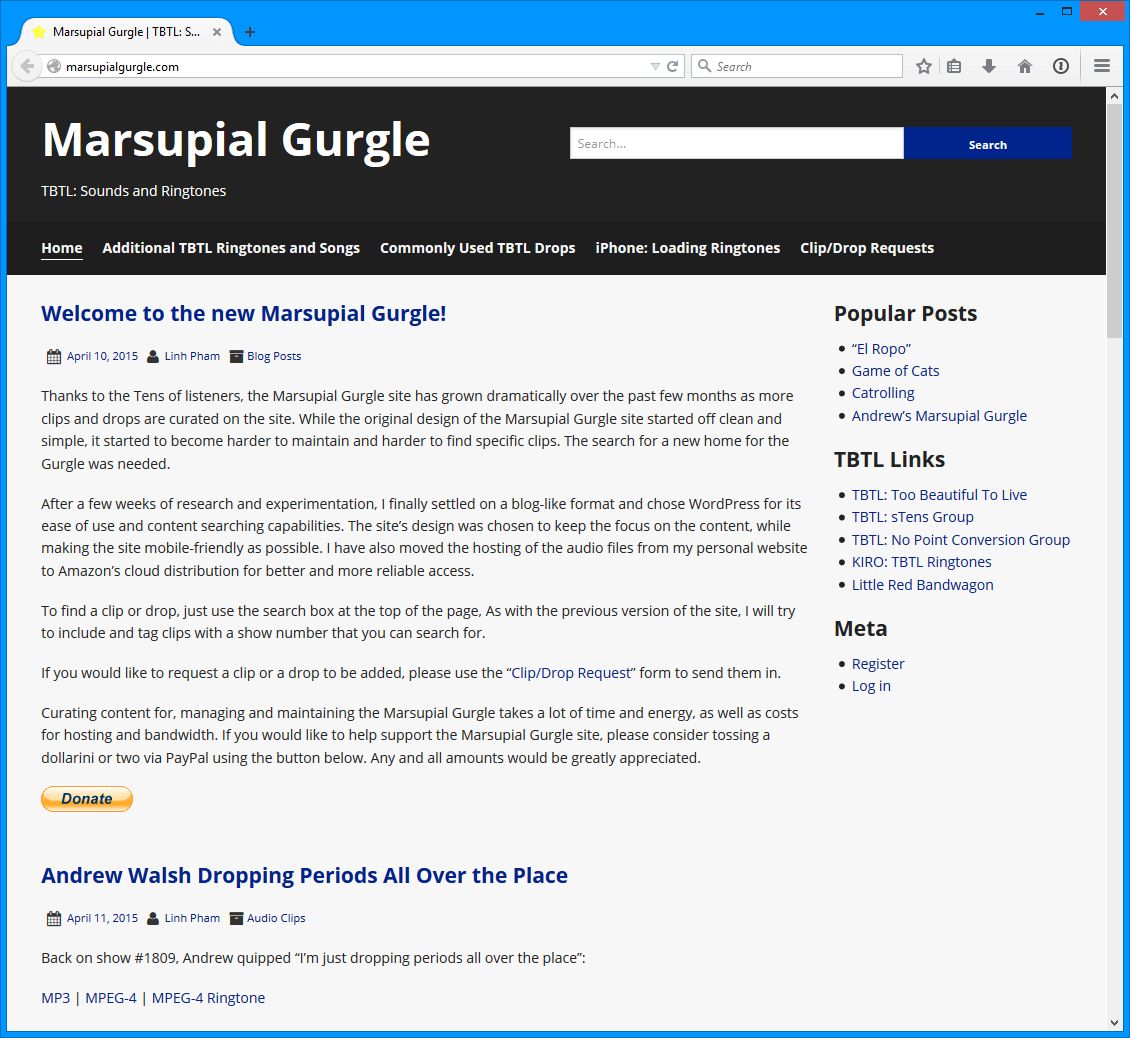 Marsupial Gurgle | TBTL: S...
marsupialgurgle.com
Search
Marsupial Gurgle
Search...
Search
TBTL: Sounds and Ringtones
Home
Additional TBTL Ringtones and Songs
Commonly Used TBTL Drops
iPhone: Loading Ringtones
Clip/Drop Requests
Welcome to the new Marsupial Gurgle!
April 10, 2015 Linh Pham Blog Posts
Thanks to the Tens of listeners, the Marsupial Gurgle site has grown dramatically over the past few months as more
clips and drops are curated on the site. While the original design of the Marsupial Gurgle site started off clean and
simple, it started to become harder to maintain and harder to find specific clips. The search for a new home for the
Gurgle was needed.
After a few weeks of research and experimentation, I finally settled on a blog-like format and chose WordPress for its
ease of use and content searching capabilities. The site’s design was chosen to keep the focus on the content, while
making the site mobile-friendly as possible. I have also moved the hosting of the audio files from my personal website
to Amazon’s cloud distribution for better and more reliable access.
To find a clip or drop, just use the search box at the top of the page, As with the previous version of the site, I will try
to include and tag clips with a show number that you can search for.
If you would like to request a clip or a drop to be added, please use the “Clip/Drop Request” form to send them in.
Curating content for, managing and maintaining the Marsupial Gurgle takes a lot of time and energy, as well as costs
for hosting and bandwidth. If you would like to help support the Marsupial Gurgle site, please consider tossing a
dollarini or two via PayPal using the button below. Any and all amounts would be greatly appreciated.
Donate
Andrew Walsh Dropping Periods All Over the Place
April 11, 2015 Linh Pham Audio Clips
Back on show #1809, Andrew quipped “I’m just dropping periods all over the place”:
MP3 | MPEG-4 | MPEG-4 Ringtone
Popular Posts
“El Ropo”
Game of Cats
Catrolling
Andrew’s Marsupial Gurgle
TBTL Links
TBTL: Too Beautiful To Live
TBTL: sTens Group
TBTL: No Point Conversion Group
KIRO: TBTL Ringtones
Little Red Bandwagon
Meta
Register
Log in